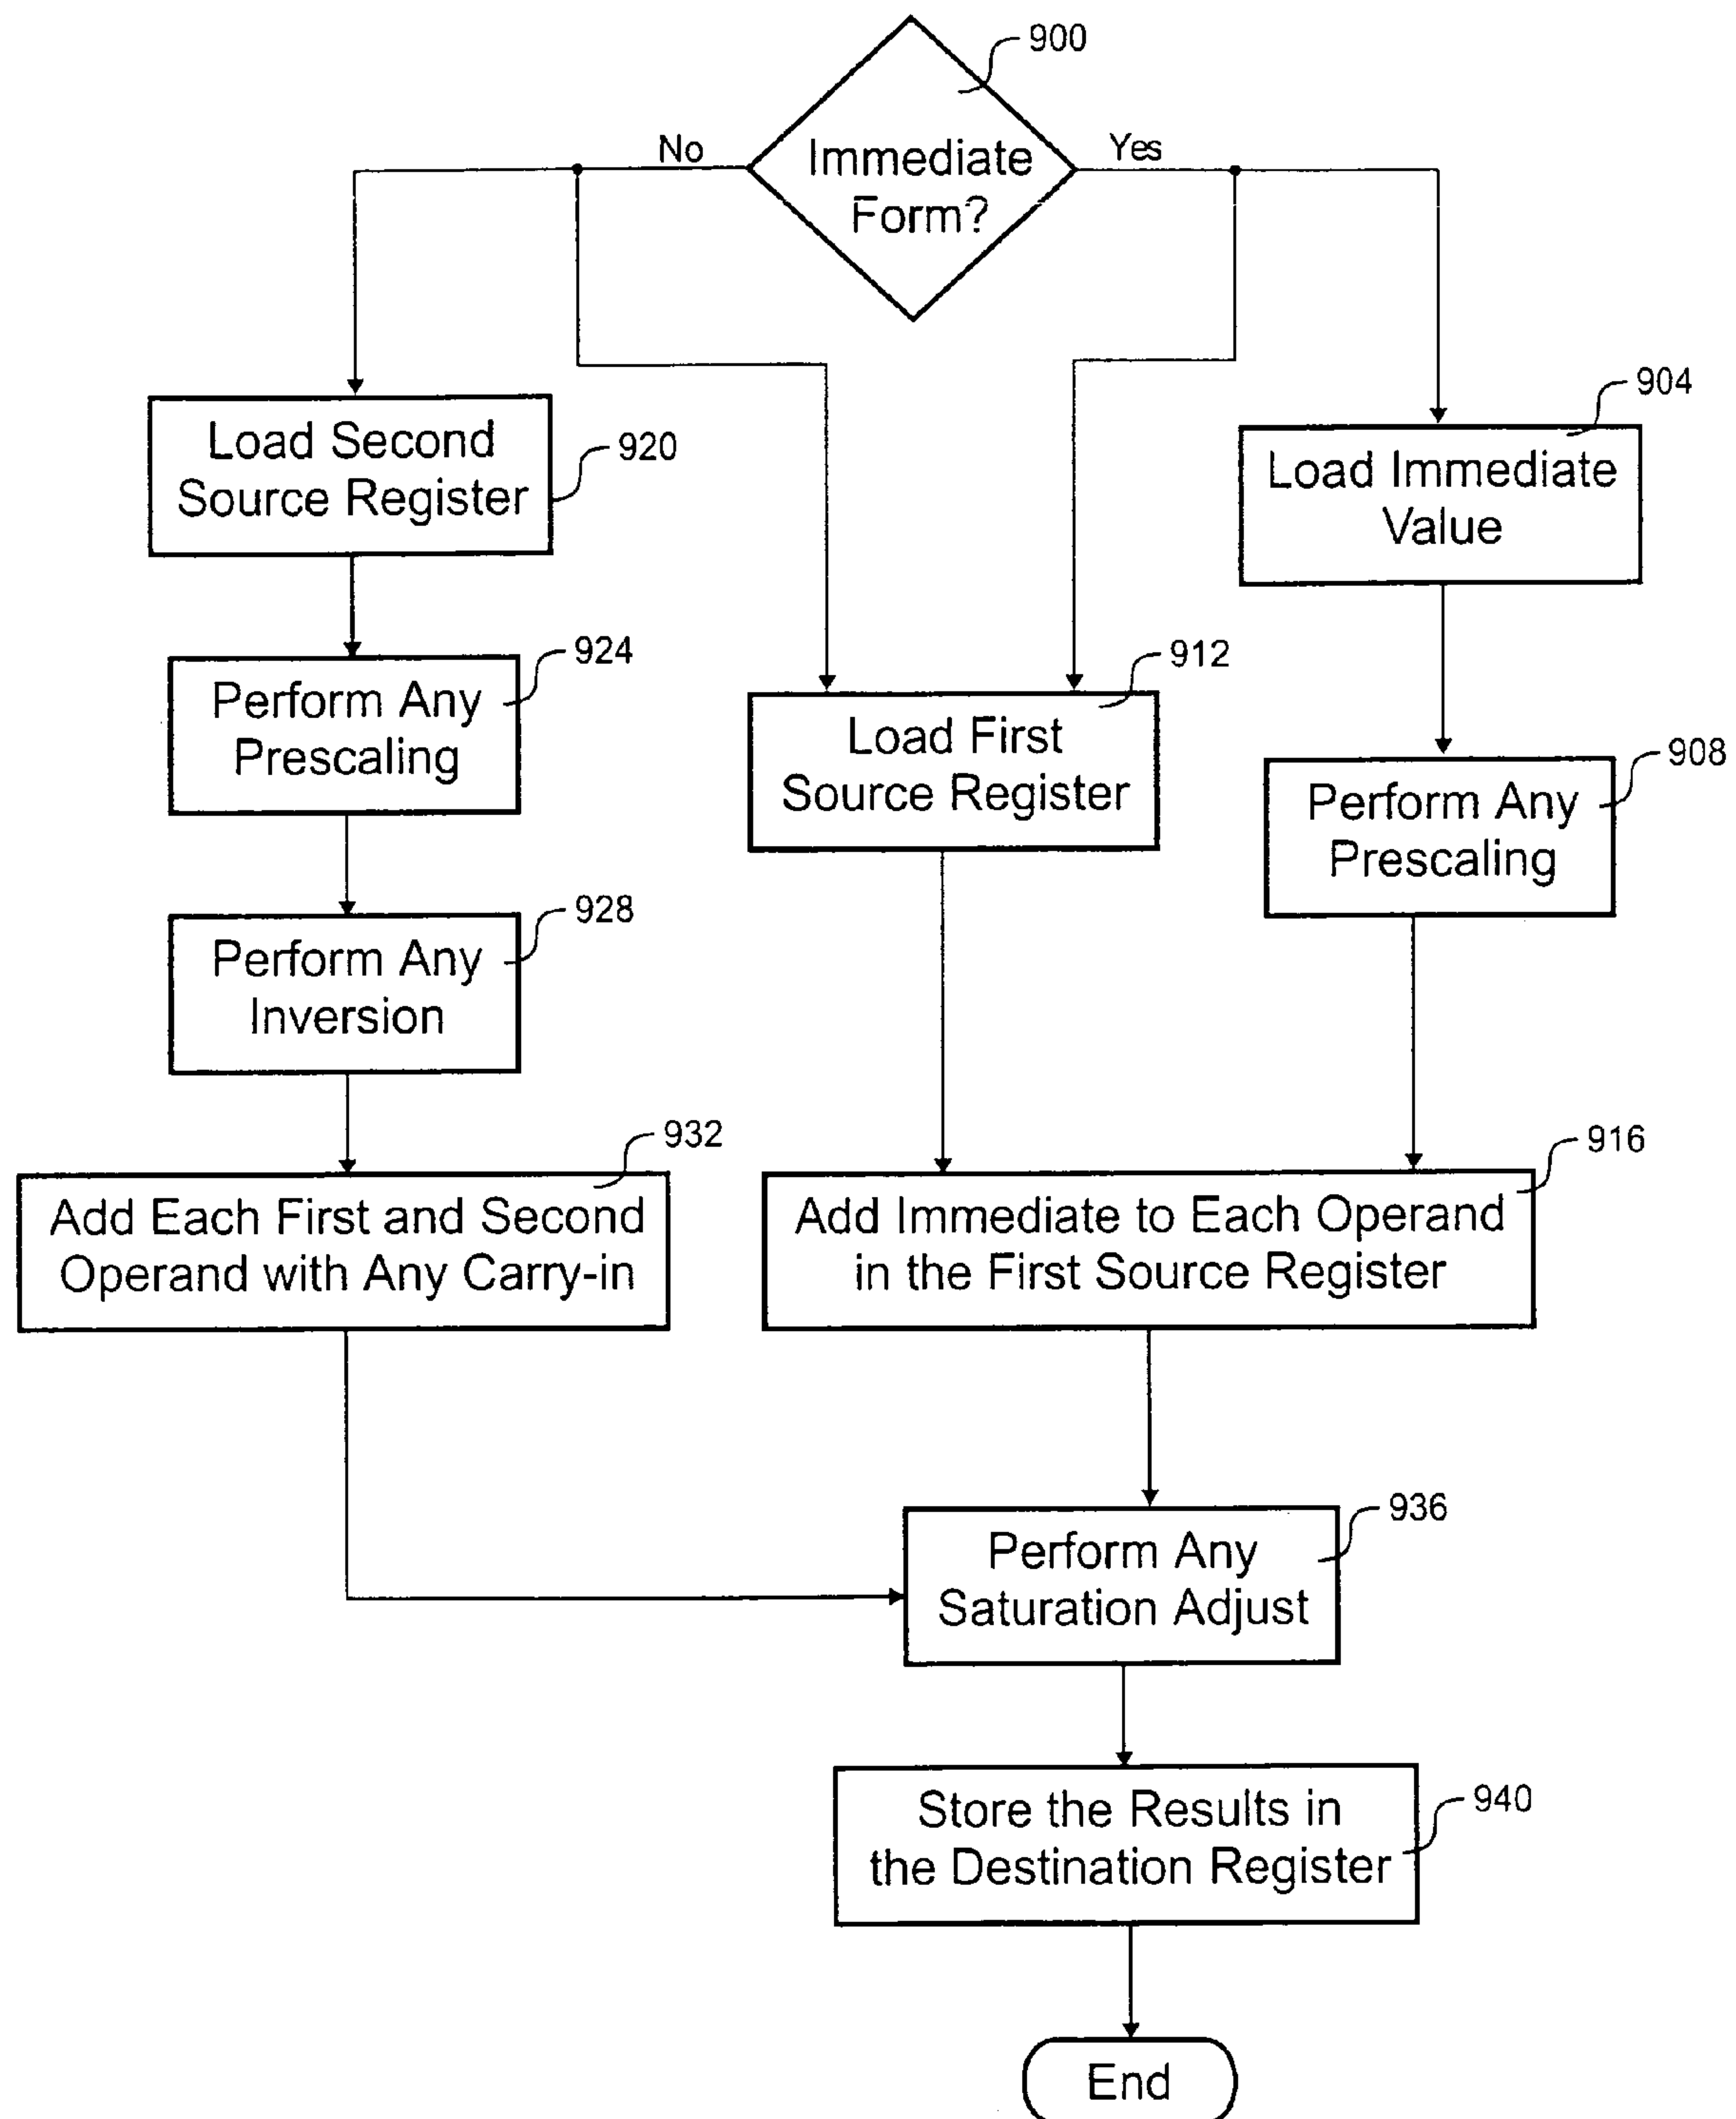 900
No
Yes
Immediate
Form?
904
Load Second
Source Register
920
Load Immediate
Value
924
Perform Any
Prescaling
912
Load First
Source Register
908
Perform Any
Prescaling
928
Perform Any
Inversion
932
Add Each First and Second
Operand with Any Carry-in
916
Add Immediate to Each Operand
in the First Source Register
936
Perform Any
Saturation Adjust
940
Store the Results in
the Destination Register
End